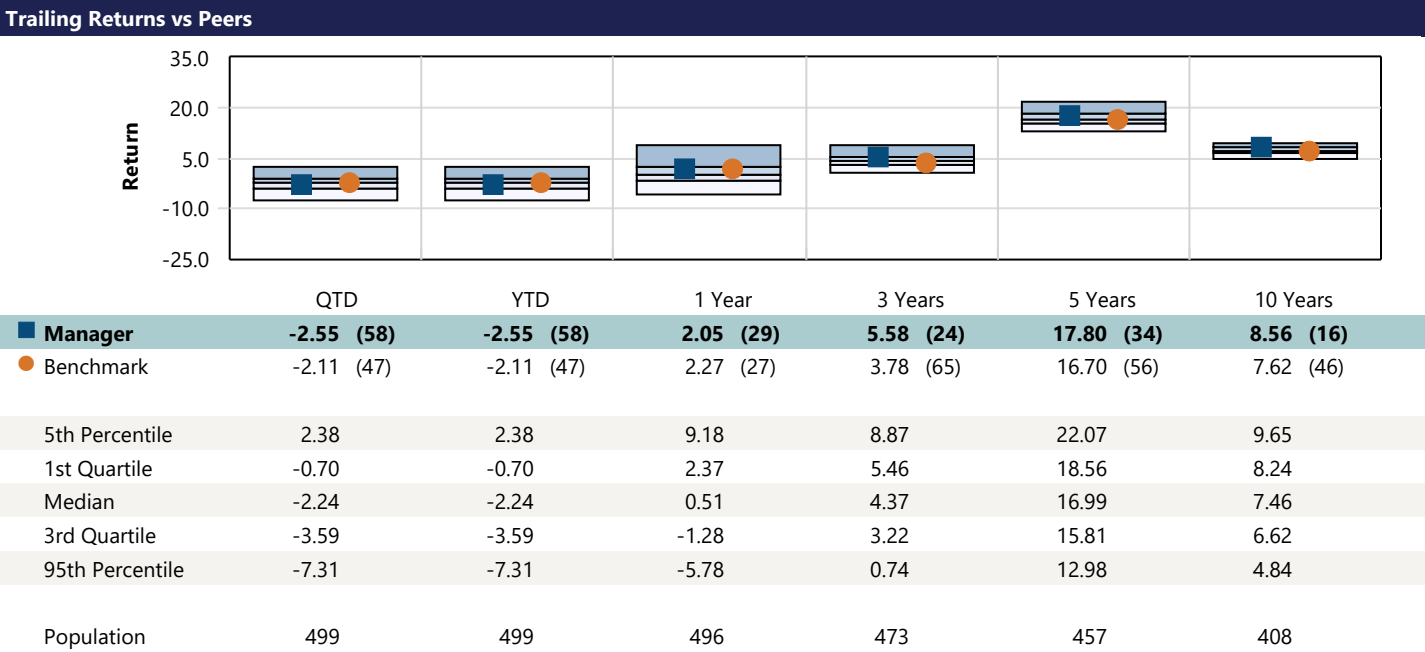 Trailing Returns vs Peers
35.0
20.0
5.0
-10.0
-25.0
Return
QTD YTD 1 Year 3 Years 5 Years 10 Years
Manager -2.55 (58) -2.55 (58) 2.05 (29) 5.58 (24) 17.80 (34) 8.56 (16)
Benchmark -2.11 (47) -2.11 (47) 2.27 (27) 3.78 (65) 16.70 (56) 7.62 (46)
5th Percentile 2.38 2.38 9.18 8.87 22.07 9.65
1st Quartile -0.70 -0.70 2.37 5.46 18.56 8.24
Median -2.24 -2.24 0.51 4.37 16.99 7.46
3rd Quartile -3.59 -3.59 -1.28 3.22 15.81 6.62
95th Percentile -7.31 -7.31 -5.78 0.74 12.98 4.84
Population 499 499 496 473 457 408